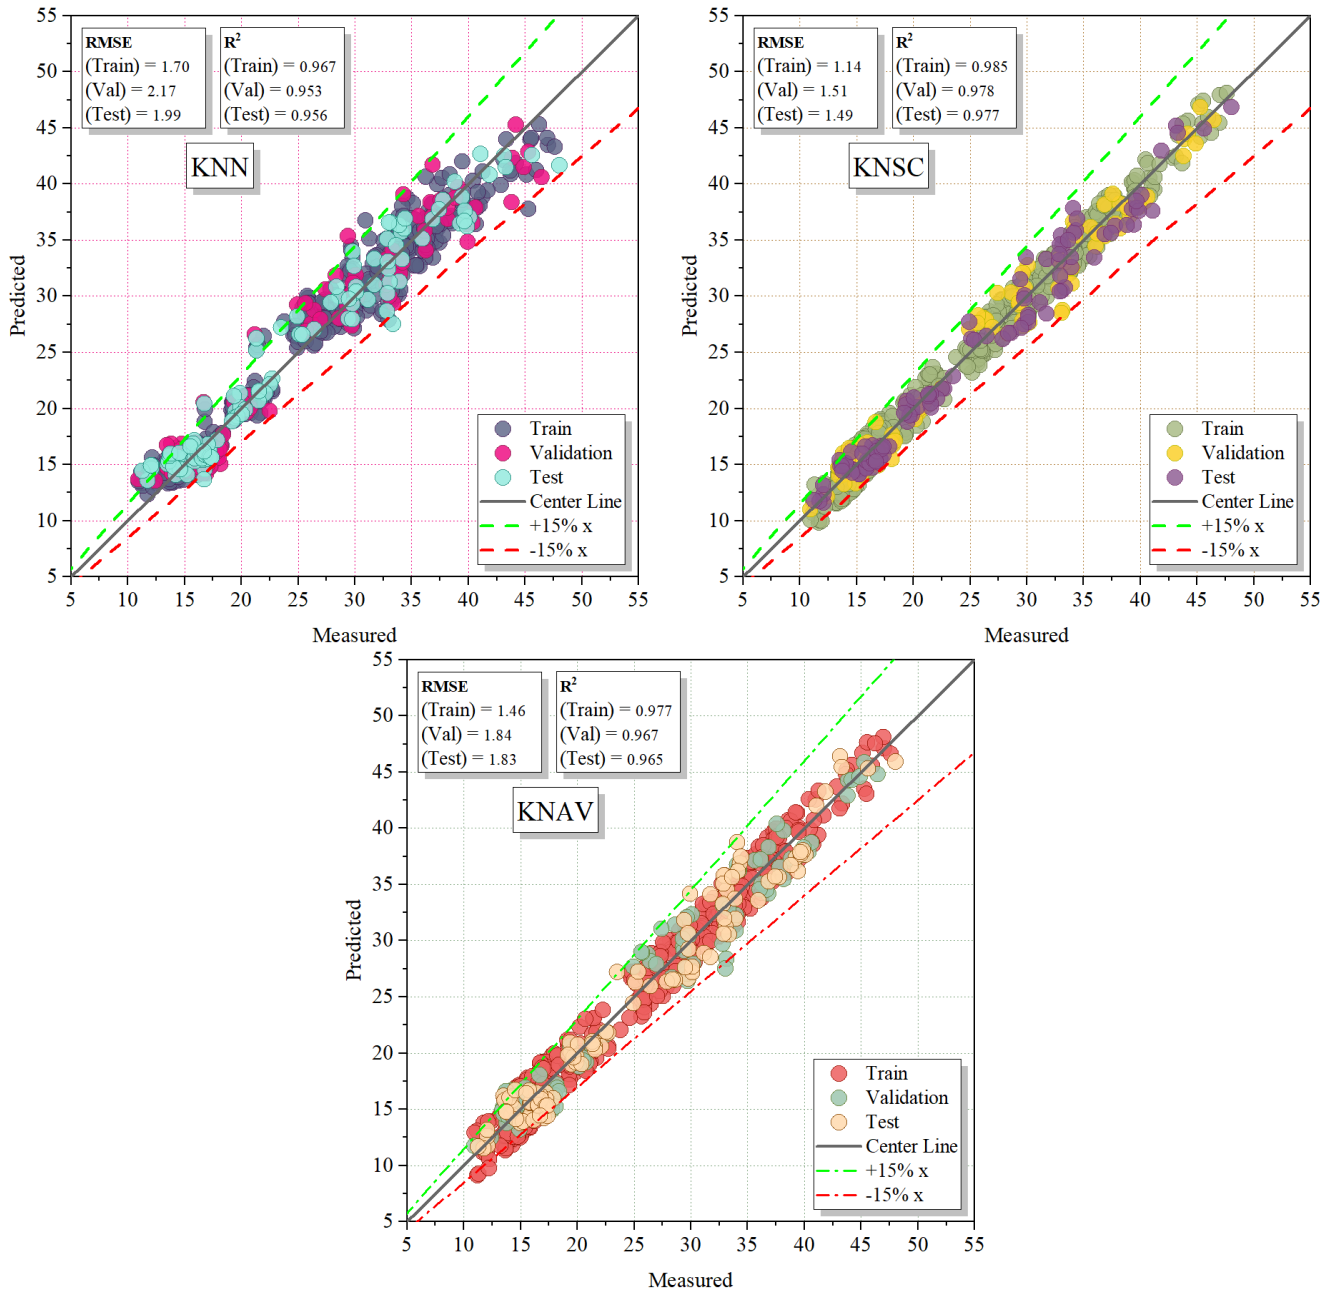 55
50
45
40
35
30
25
20
15
10
5
Predicted
RMSE
(Train) = 1.70
(Val) = 2.17
(Test) = 1.99
R²
(Train) = 0.967
(Val) = 0.953
(Test) = 0.956
KNN
Train
Validation
Test
Center Line
+15% x
-15% x
5 10 15 20 25 30 35 40 45 50 55
Measured
55
50
45
40
35
30
25
20
15
10
5
Predicted
RMSE
(Train) = 1.14
(Val) = 1.51
(Test) = 1.49
R²
(Train) = 0.985
(Val) = 0.978
(Test) = 0.977
KNSC
Train
Validation
Test
Center Line
+15% x
-15% x
5 10 15 20 25 30 35 40 45 50 55
Measured
55
50
45
40
35
30
25
20
15
10
5
Predicted
RMSE
(Train) = 1.46
(Val) = 1.84
(Test) = 1.83
R²
(Train) = 0.977
(Val) = 0.967
(Test) = 0.965
KNAV
Train
Validation
Test
Center Line
+15% x
-15% x
5 10 15 20 25 30 35 40 45 50 55
Measured